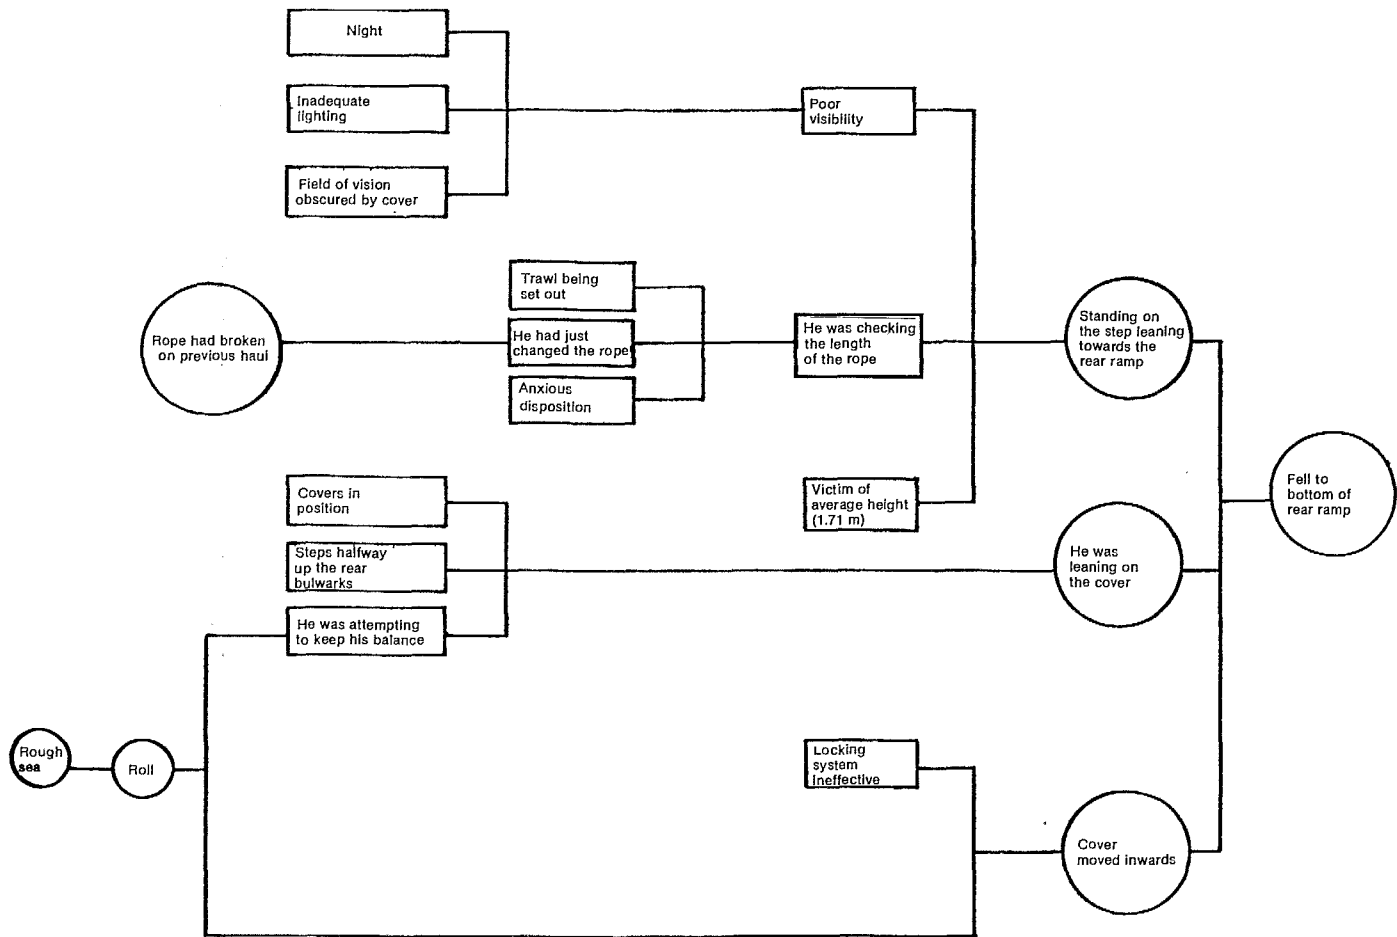 Night
Inadequate
lighting
Poor
visibility
Field of vision
obscured by cover
Trawl being
set out
Rope had broken
on previous haul
He had just
changed the rope
Anxious
disposition
He was checking
the length
of the rope
Standing on
the step leaning
towards the
rear ramp
Covers in
position
Victim of
average height
(1.71 m)
Fell to
bottom of
rear ramp
Steps halfway
up the rear
bulwarks
He was
leaning on
the cover
He was attempting
to keep his balance
Rough
sea
Roll
Locking
system
ineffective
Cover
moved inwards